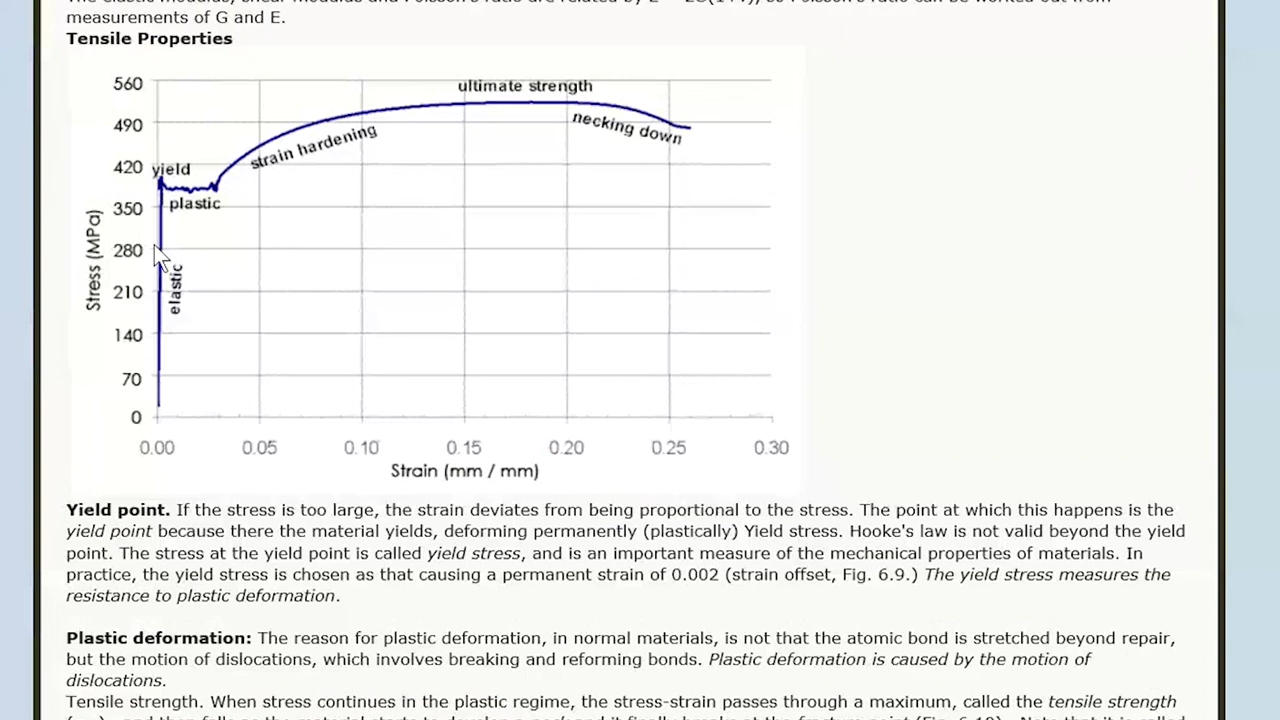 measurements of G and E.
Tensile Properties
560
ultimate strength
490
necking down
strain hardening
420
yield
350
plastic
Stress (MPa)
280
elastic
210
140
70
0
0.00 0.05 0.10 0.15 0.20 0.25 0.30
Strain (mm / mm)
Yield point. If the stress is too large, the strain deviates from being proportional to the stress. The point at which this happens is the
yield point because there the material yields, deforming permanently (plastically) Yield stress. Hooke's law is not valid beyond the yield
point. The stress at the yield point is called yield stress, and is an important measure of the mechanical properties of materials. In
practice, the yield stress is chosen as that causing a permanent strain of 0.002 (strain offset, Fig. 6.9.) The yield stress measures the
resistance to plastic deformation.
Plastic deformation: The reason for plastic deformation, in normal materials, is not that the atomic bond is stretched beyond repair,
but the motion of dislocations, which involves breaking and reforming bonds. Plastic deformation is caused by the motion of
dislocations.
Tensile strength. When stress continues in the plastic regime, the stress-strain passes through a maximum, called the tensile strength